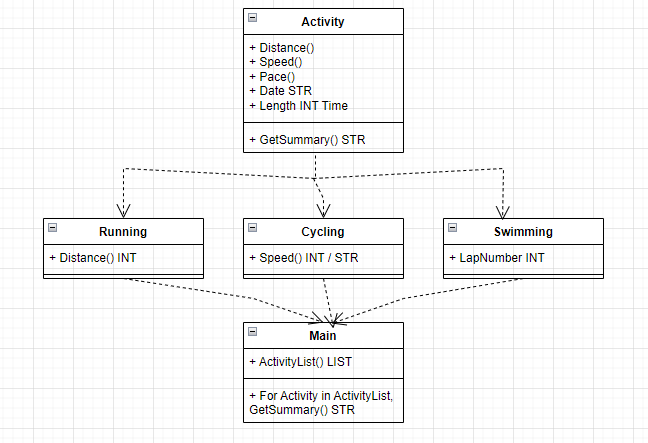 Activity
+ Distance()
+ Speed()
+ Pace()
+ Date STR
+ Length INT Time
+ GetSummary() STR
Running
+ Distance() INT
Cycling
+ Speed() INT / STR
Swimming
+ LapNumber INT
Main
+ ActivityList() LIST
+ For Activity in ActivityList,
GetSummary() STR